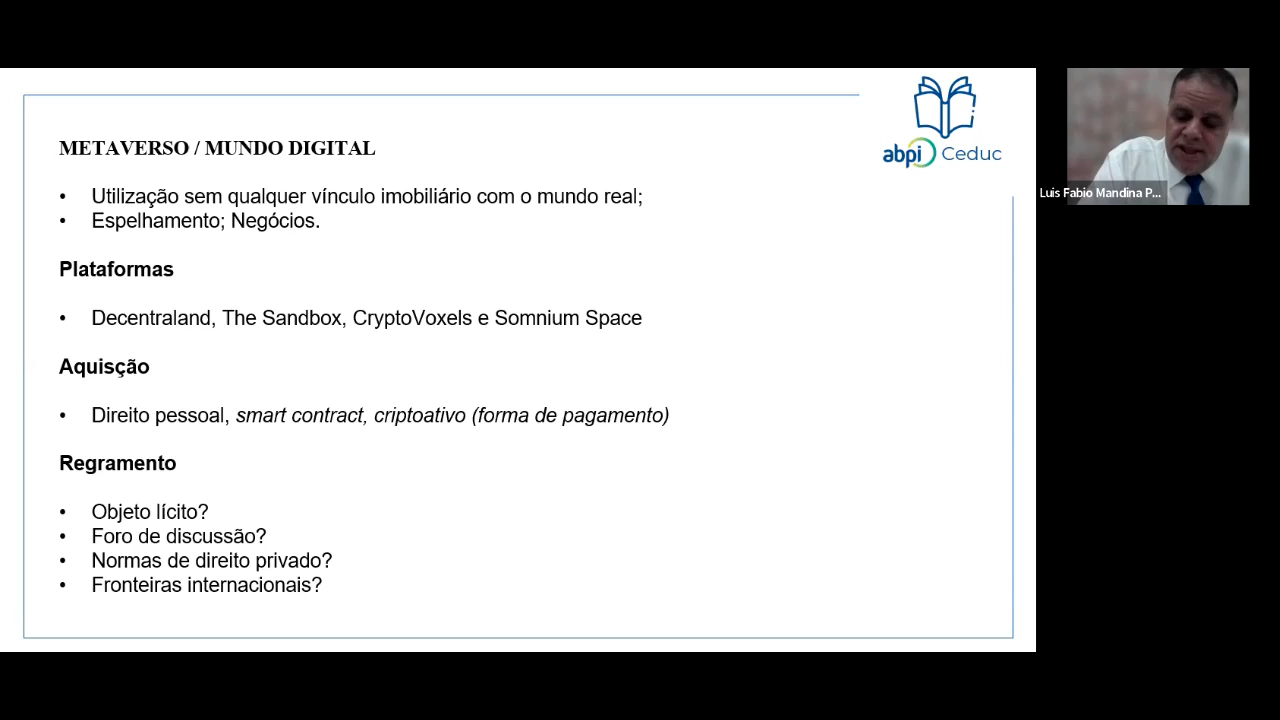 METAVERSO / MUNDO DIGITAL
• Utilização sem qualquer vínculo imobiliário com o mundo real;
• Espelhamento; Negócios.
Plataformas
• Decentraland, The Sandbox, CryptoVoxels e Somnium Space
Aquisção
• Direito pessoal, smart contract, criptoativo (forma de pagamento)
Regramento
• Objeto lícito?
• Foro de discussão?
• Normas de direito privado?
• Fronteiras internacionais?
abpi Ceduc
Luis Fabio Mandina P...